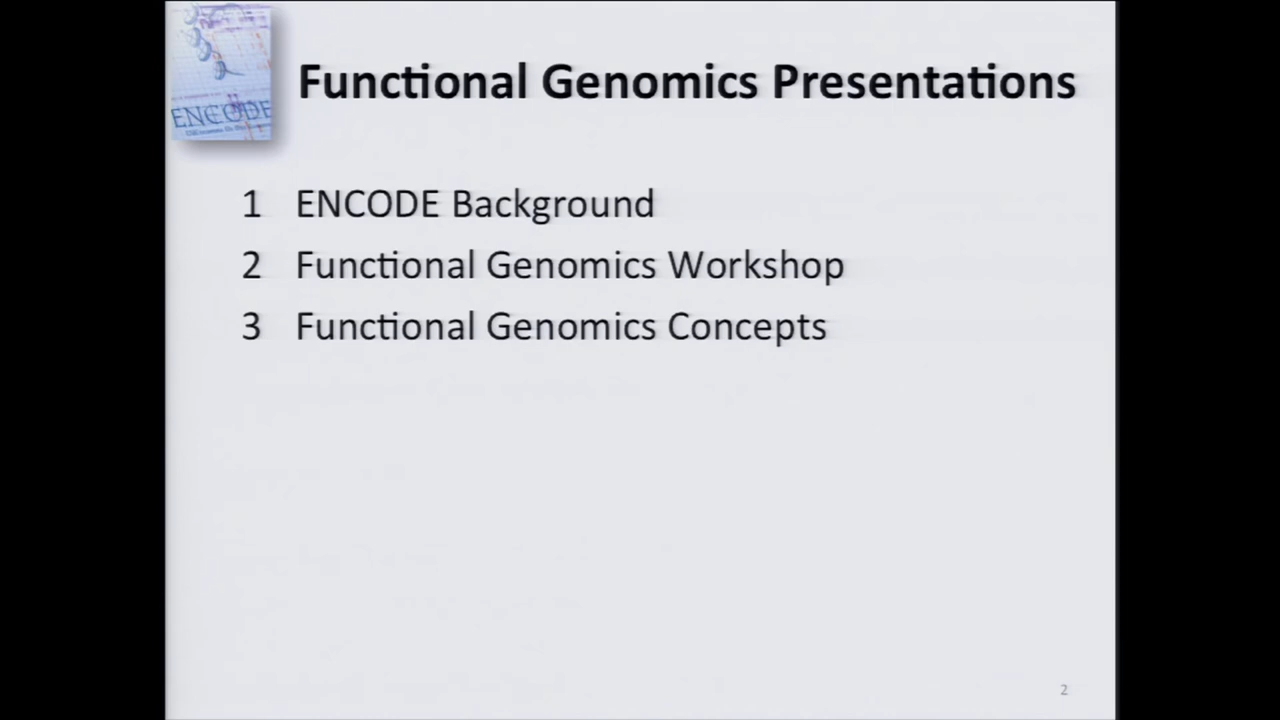 ENCODE
Functional Genomics Presentations
1 ENCODE Background
2 Functional Genomics Workshop
3 Functional Genomics Concepts
2